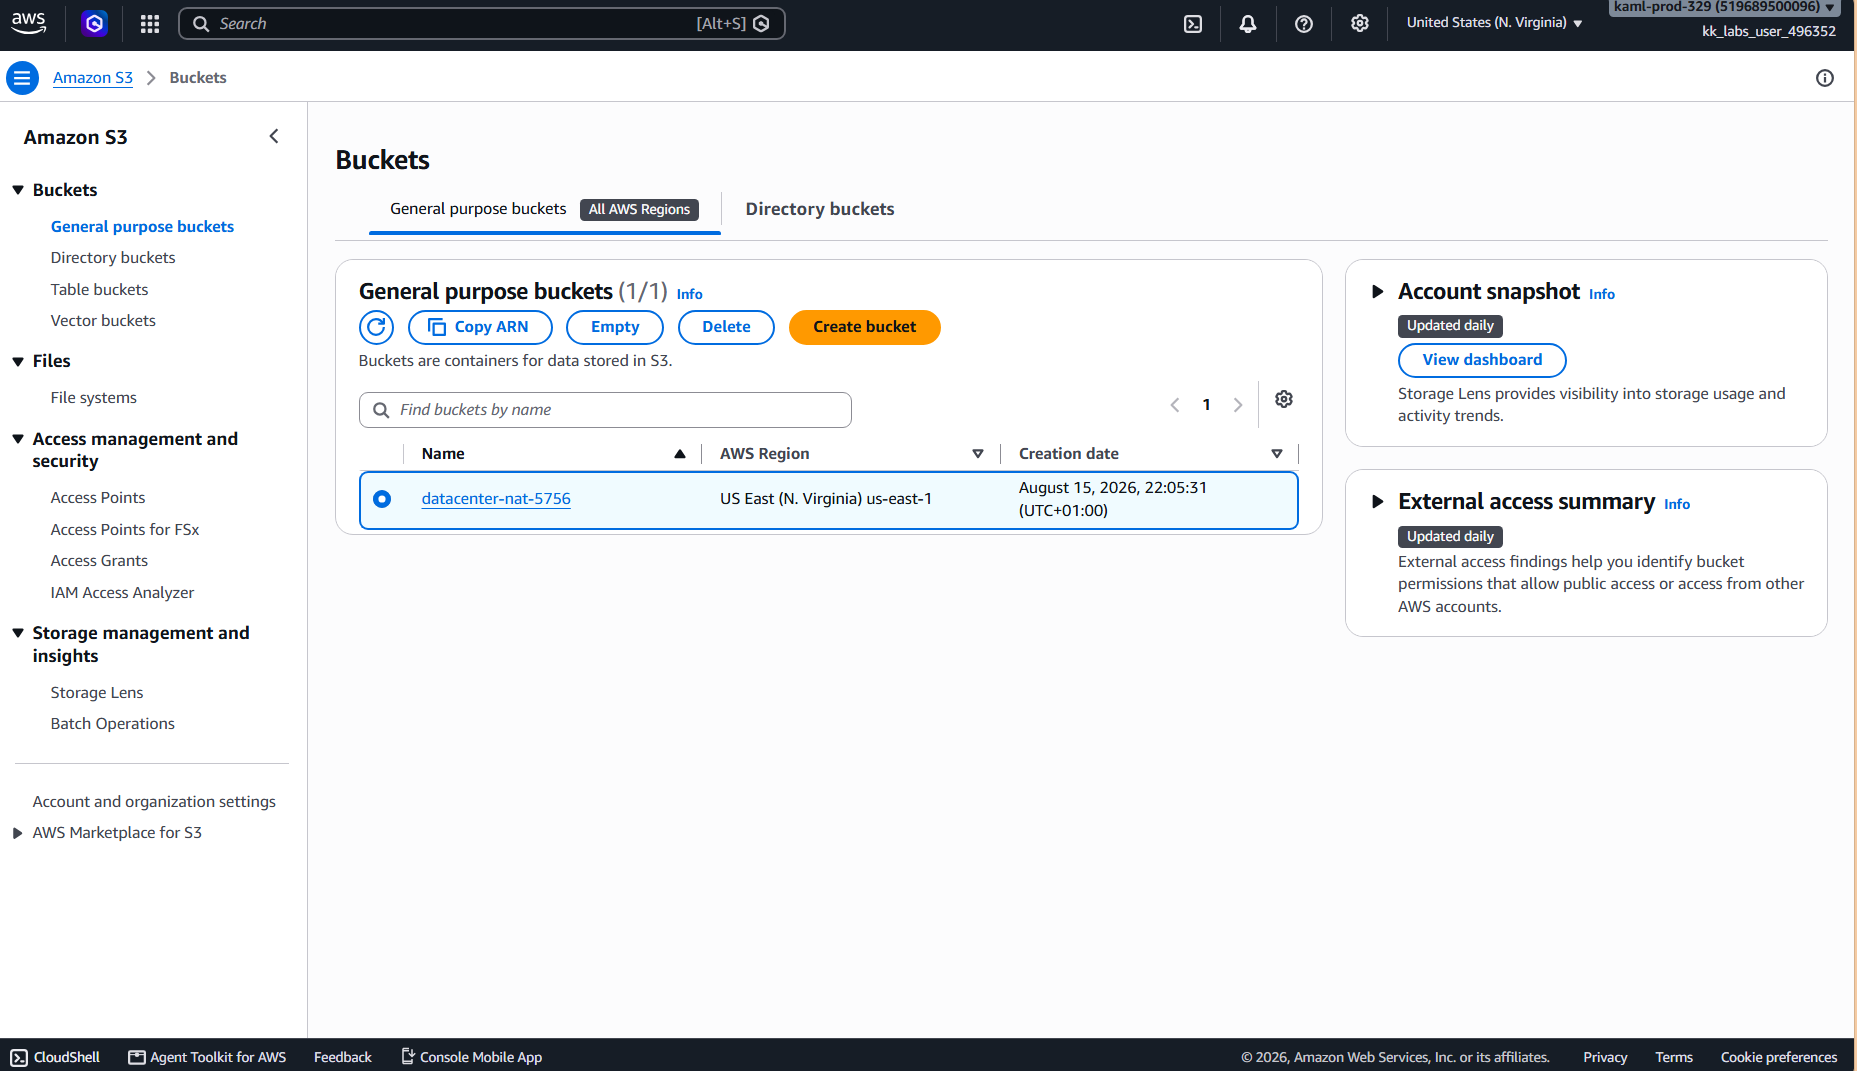 aws
Search
[Alt+S]
United States (N. Virginia)
kaml-prod-329 (519689500096)
kk_labs_user_496352
Amazon S3
Buckets
Amazon S3
Buckets
General purpose buckets
Directory buckets
Table buckets
Vector buckets
Files
File systems
Access management and
security
Access Points
Access Points for FSx
Access Grants
IAM Access Analyzer
Storage management and
insights
Storage Lens
Batch Operations
Account and organization settings
AWS Marketplace for S3
Buckets
General purpose buckets All AWS Regions
Directory buckets
General purpose buckets (1/1) Info
Copy ARN
Empty
Delete
Create bucket
Buckets are containers for data stored in S3.
Find buckets by name
1
Name
AWS Region
Creation date
datacenter-nat-5756
US East (N. Virginia) us-east-1
August 15, 2026, 22:05:31
(UTC+01:00)
Account snapshot Info
Updated daily
View dashboard
Storage Lens provides visibility into storage usage and
activity trends.
External access summary Info
Updated daily
External access findings help you identify bucket
permissions that allow public access or access from other
AWS accounts.
CloudShell
Agent Toolkit for AWS
Feedback
Console Mobile App
© 2026, Amazon Web Services, Inc. or its affiliates.
Privacy
Terms
Cookie preferences